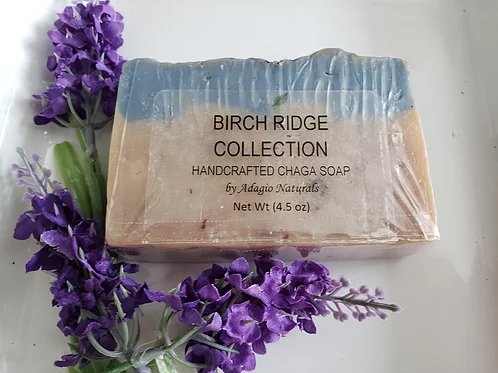 BIRCH RIDGE
COLLECTION
HANDCRAFTED CHAGA SOAP
by Adagio Naturals
Net Wt (4.5 oz)